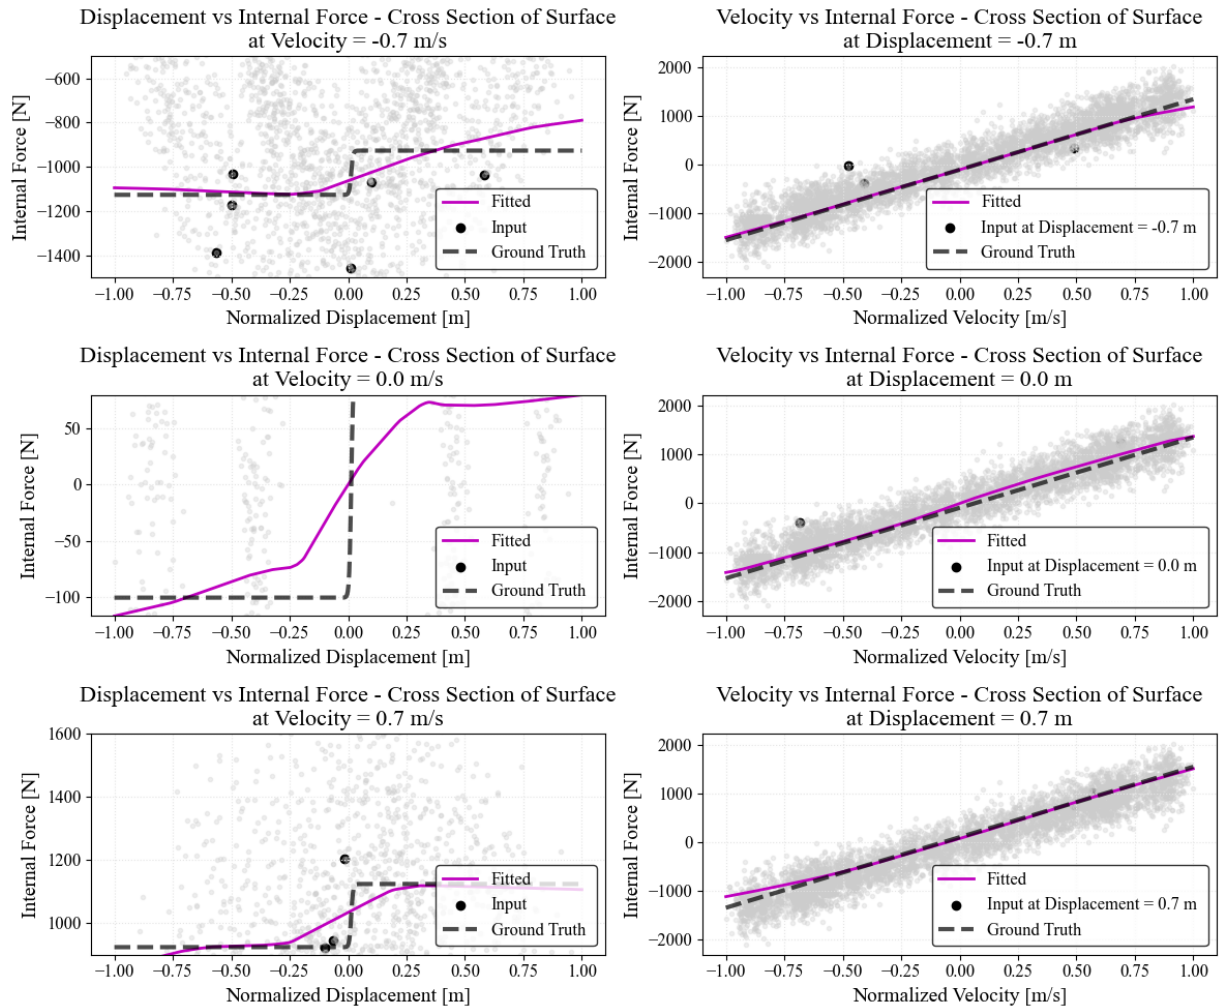 Displacement vs Internal Force - Cross Section of Surface
at Velocity = -0.7 m/s
Internal Force [N]
−600
−800
−1000
−1200
−1400
Fitted
Input
Ground Truth
−1.00 −0.75 −0.50 −0.25 0.00 0.25 0.50 0.75 1.00
Normalized Displacement [m]
Velocity vs Internal Force - Cross Section of Surface
at Displacement = -0.7 m
Internal Force [N]
2000
1000
0
−1000
−2000
Fitted
Input at Displacement = -0.7 m
Ground Truth
−1.00 −0.75 −0.50 −0.25 0.00 0.25 0.50 0.75 1.00
Normalized Velocity [m/s]
Displacement vs Internal Force - Cross Section of Surface
at Velocity = 0.0 m/s
Internal Force [N]
50
0
−50
−100
Fitted
Input
Ground Truth
−1.00 −0.75 −0.50 −0.25 0.00 0.25 0.50 0.75 1.00
Normalized Displacement [m]
Velocity vs Internal Force - Cross Section of Surface
at Displacement = 0.0 m
Internal Force [N]
2000
1000
0
−1000
−2000
Fitted
Input at Displacement = 0.0 m
Ground Truth
−1.00 −0.75 −0.50 −0.25 0.00 0.25 0.50 0.75 1.00
Normalized Velocity [m/s]
Displacement vs Internal Force - Cross Section of Surface
at Velocity = 0.7 m/s
Internal Force [N]
1600
1400
1200
1000
Fitted
Input
Ground Truth
−1.00 −0.75 −0.50 −0.25 0.00 0.25 0.50 0.75 1.00
Normalized Displacement [m]
Velocity vs Internal Force - Cross Section of Surface
at Displacement = 0.7 m
Internal Force [N]
2000
1000
0
−1000
−2000
Fitted
Input at Displacement = 0.7 m
Ground Truth
−1.00 −0.75 −0.50 −0.25 0.00 0.25 0.50 0.75 1.00
Normalized Velocity [m/s]